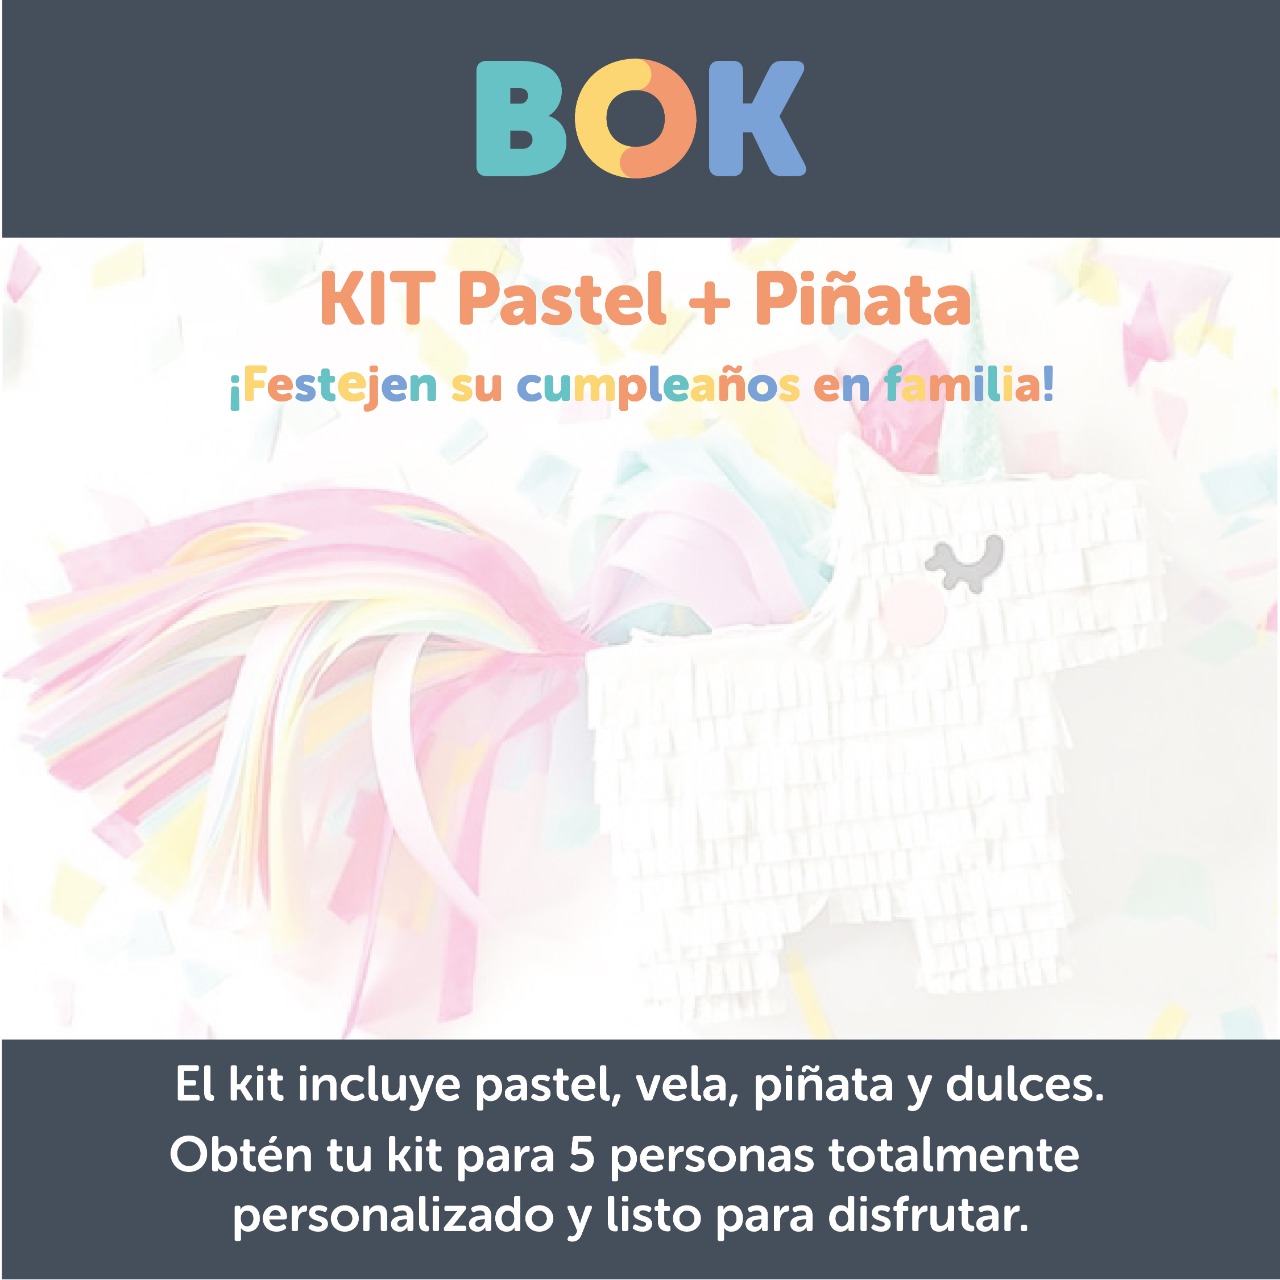 BOK
KIT Pastel + Piñata
¡Festejen su cumpleaños en familia!
El kit incluye pastel, vela, piñata y dulces.
Obtén tu kit para 5 personas totalmente
personalizado y listo para disfrutar.